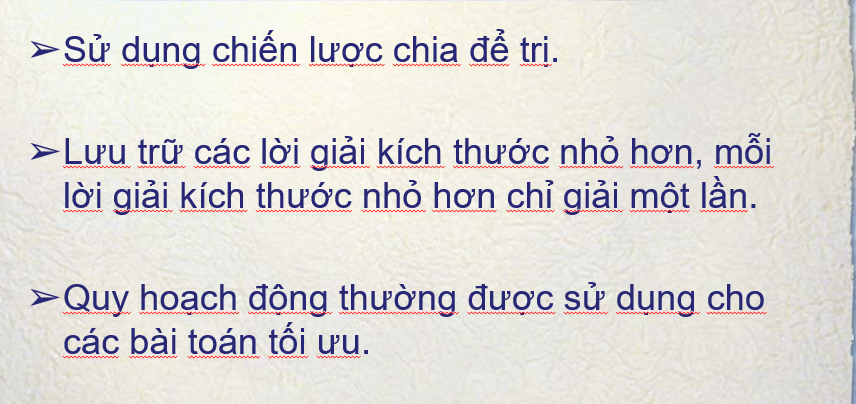 ➢Sử dụng chiến lược chia để trị.
➢Lưu trữ các lời giải kích thước nhỏ hơn, mỗi
lời giải kích thước nhỏ hơn chỉ giải một lần.
➢Quy hoạch động thường được sử dụng cho
các bài toán tối ưu.